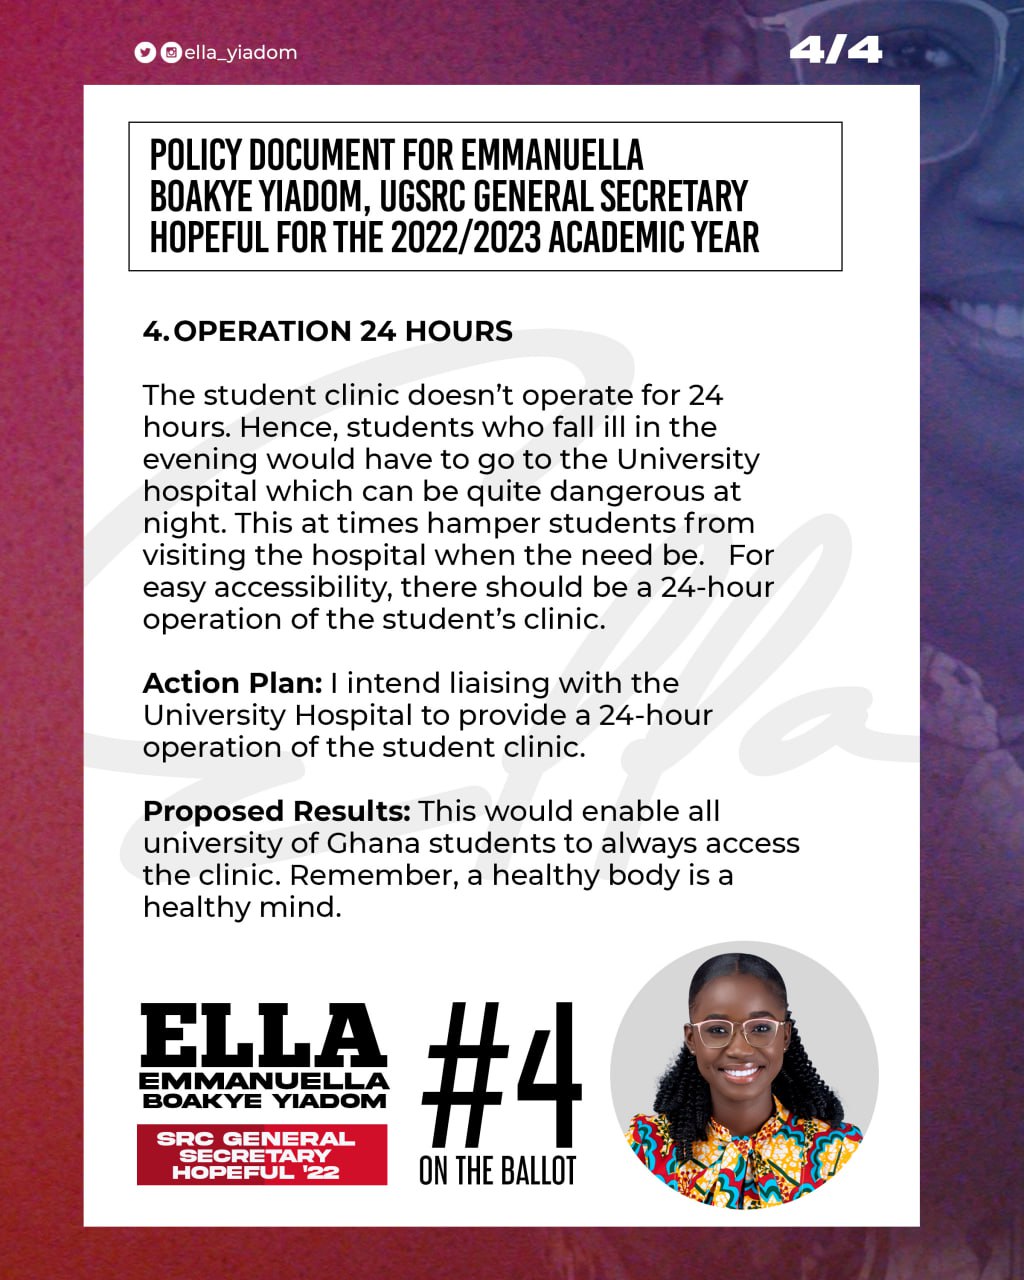 ella_yiadom
4/4
POLICY DOCUMENT FOR EMMANUELLA
BOAKYE YIADOM, UGSRC GENERAL SECRETARY
HOPEFUL FOR THE 2022/2023 ACADEMIC YEAR
4. OPERATION 24 HOURS
The student clinic doesn’t operate for 24
hours. Hence, students who fall ill in the
evening would have to go to the University
hospital which can be quite dangerous at
night. This at times hamper students from
visiting the hospital when the need be.   For
easy accessibility, there should be a 24-hour
operation of the student’s clinic.
Action Plan: I intend liaising with the
University Hospital to provide a 24-hour
operation of the student clinic.
Proposed Results: This would enable all
university of Ghana students to always access
the clinic. Remember, a healthy body is a
healthy mind.
Ella
ELLA
EMMANUELLA
BOAKYE YIADOM
SRC GENERAL
SECRETARY
HOPEFUL '22
#4
ON THE BALLOT